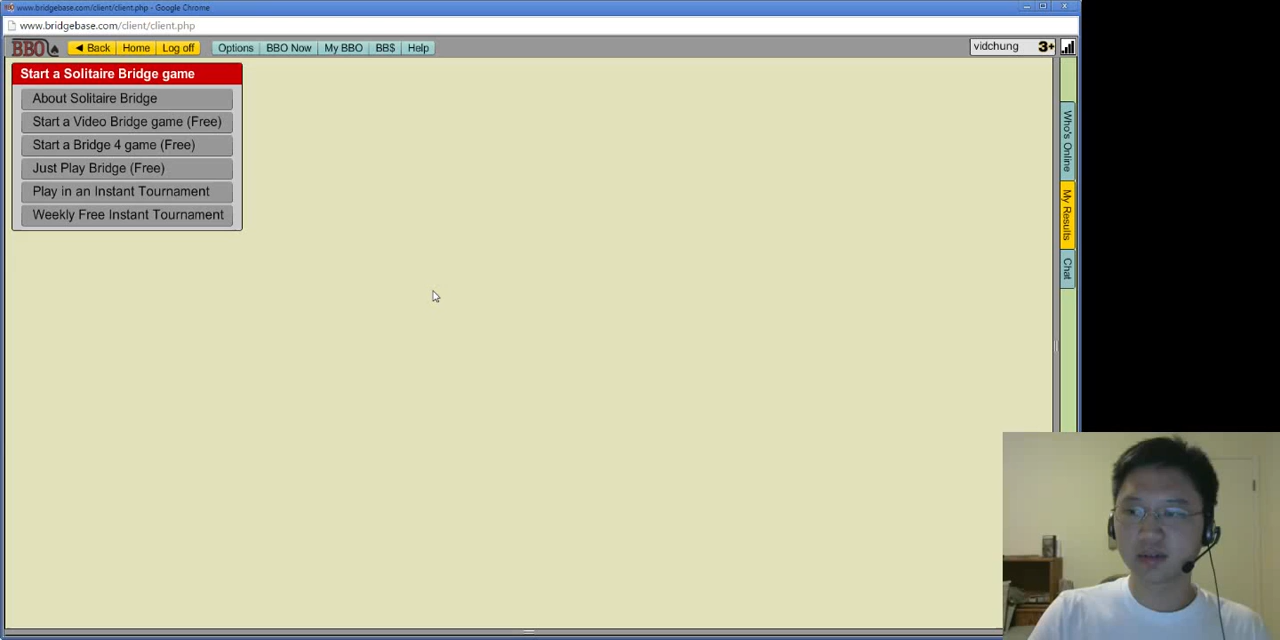 www.bridgebase.com/client/client.php - Google Chrome
www.bridgebase.com/client/client.php
BBO ◄ Back Home Log off Options BBO Now My BBO BB$ Help vidchung 3+
Start a Solitaire Bridge game
About Solitaire Bridge
Start a Video Bridge game (Free)
Start a Bridge 4 game (Free)
Just Play Bridge (Free)
Play in an Instant Tournament
Weekly Free Instant Tournament
Who's Online
My Results
Chat